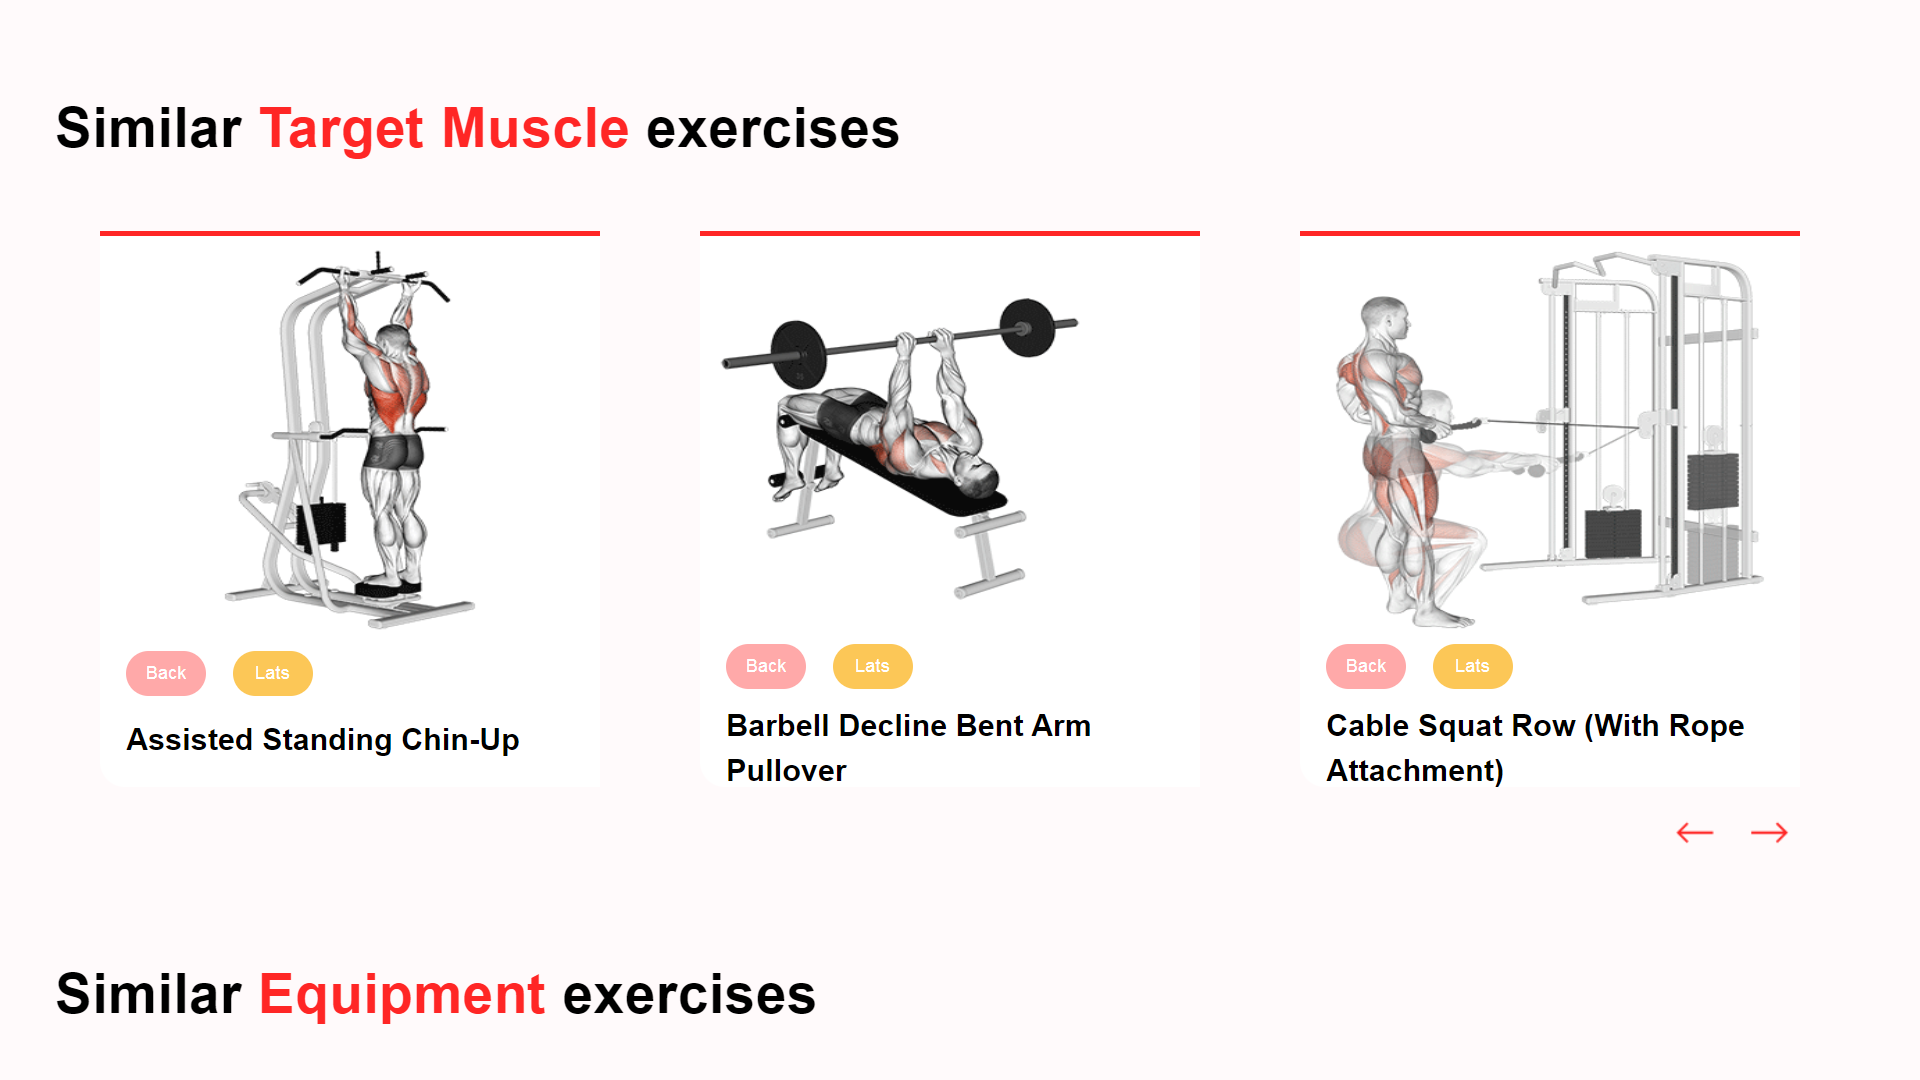 Similar Target Muscle exercises
Back
Lats
Assisted Standing Chin-Up
Back
Lats
Barbell Decline Bent Arm
Pullover
Back
Lats
Cable Squat Row (With Rope
Attachment)
Similar Equipment exercises